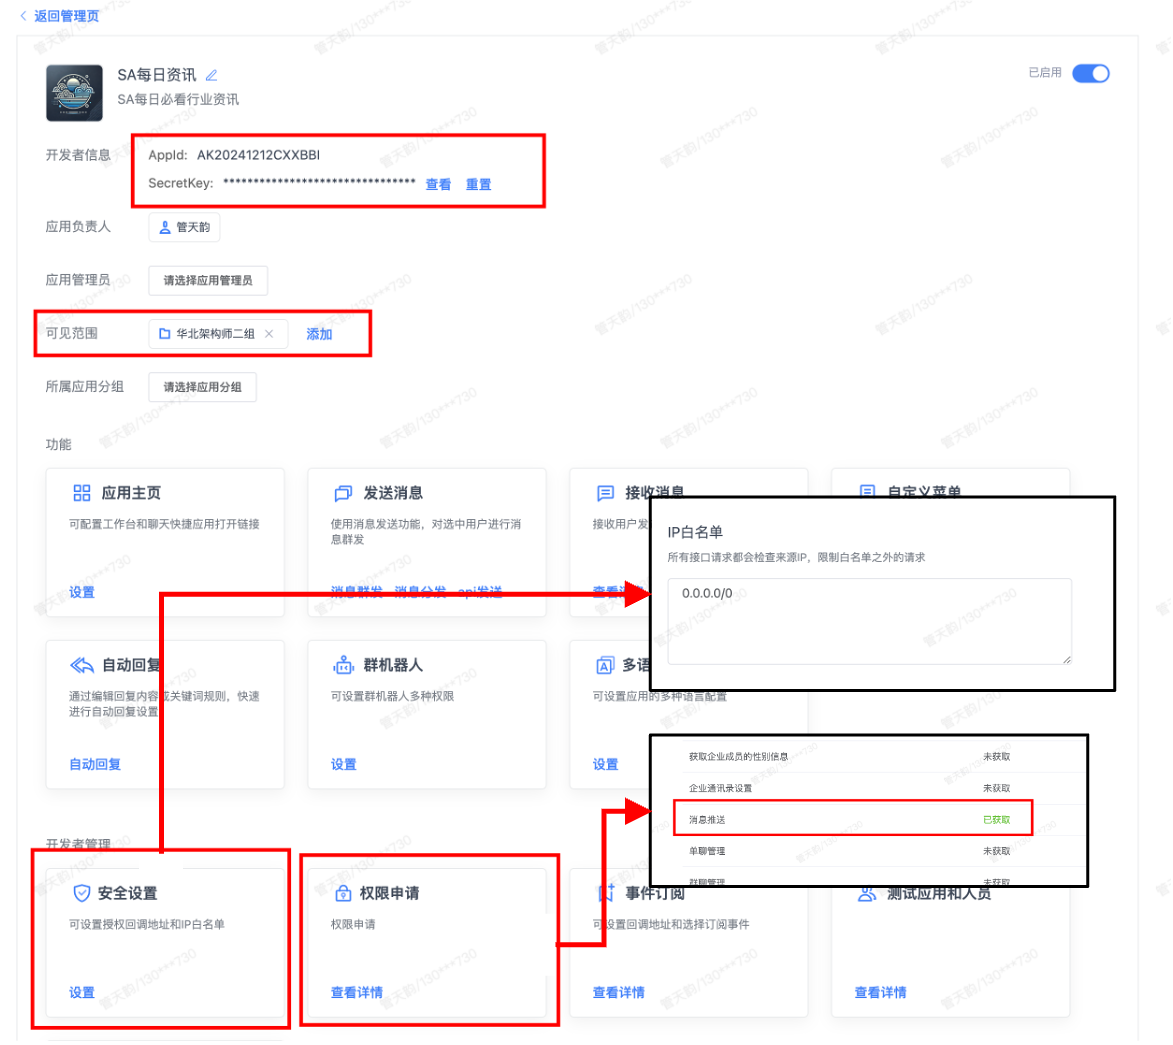 返回管理页
SA每日资讯
SA每日必看行业资讯
已启用
开发者信息
AppId: AK20241212CXXBBI
SecretKey: ******************************** 查看 重置
应用负责人
管天韵
应用管理员
请选择应用管理员
可见范围
华北架构师二组 ×
添加
所属应用分组
请选择应用分组
功能
应用主页
可配置工作台和聊天快捷应用打开链接
设置
发送消息
使用消息发送功能，对选中用户进行消
息群发
消息群发 消息分发 api发送
接收消息
接收用户发
查看
自定义菜单
IP白名单
所有接口请求都会检查来源IP，限制白名单之外的请求
0.0.0.0/0
自动回复
通过编辑回复内容或关键词规则，快速
进行自动回复设置
自动回复
群机器人
可设置群机器人多种权限
设置
多语
可设置应用的多种语言配置
设置
获取企业成员的性别信息 未获取
企业通讯录设置 未获取
消息推送 已获取
单聊管理 未获取
群聊管理 未获取
开发者管理
安全设置
可设置授权回调地址和IP白名单
设置
权限申请
权限申请
查看详情
事件订阅
可设置回调地址和选择订阅事件
查看详情
测试应用和人员
查看详情
管天韵/130****730